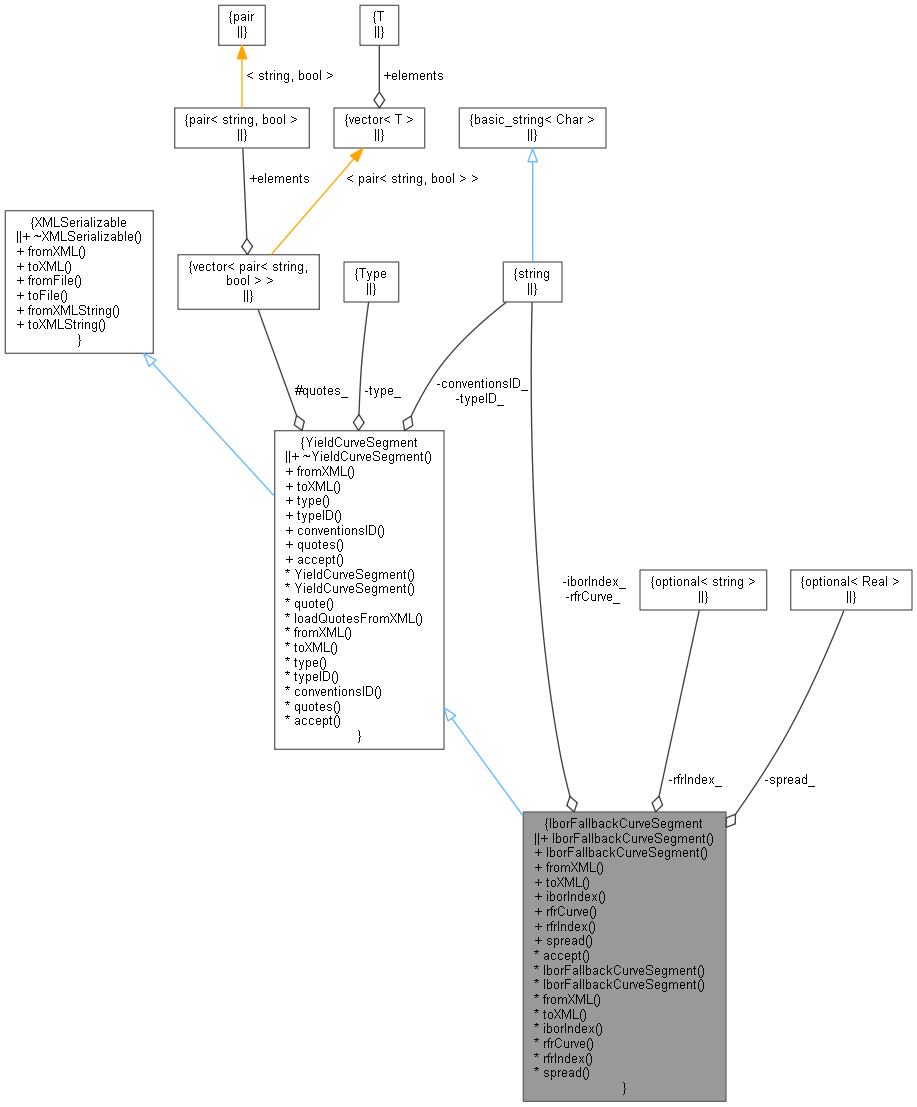 {pair
||}
{T
||}
< string, bool >
+elements
{pair< string, bool >
||}
{vector< T >
||}
{basic_string< Char >
||}
+elements
< pair< string, bool > >
{XMLSerializable
||+ ~XMLSerializable()
+ fromXML()
+ toXML()
+ fromFile()
+ toFile()
+ fromXMLString()
+ toXMLString()
}
{vector< pair< string,
bool > >
||}
{Type
||}
{string
||}
#quotes_
-type_
-conventionsID_
-typeID_
{YieldCurveSegment
||+ ~YieldCurveSegment()
+ fromXML()
+ toXML()
+ type()
+ typeID()
+ conventionsID()
+ quotes()
+ accept()
* YieldCurveSegment()
* YieldCurveSegment()
* quote()
* loadQuotesFromXML()
* fromXML()
* toXML()
* type()
* typeID()
* conventionsID()
* quotes()
* accept()
}
-iborIndex_
-rfrCurve_
{optional< string >
||}
{optional< Real >
||}
-rfrIndex_
-spread_
{IborFallbackCurveSegment
||+ IborFallbackCurveSegment()
+ IborFallbackCurveSegment()
+ fromXML()
+ toXML()
+ iborIndex()
+ rfrCurve()
+ rfrIndex()
+ spread()
* accept()
* IborFallbackCurveSegment()
* IborFallbackCurveSegment()
* fromXML()
* toXML()
* iborIndex()
* rfrCurve()
* rfrIndex()
* spread()
}